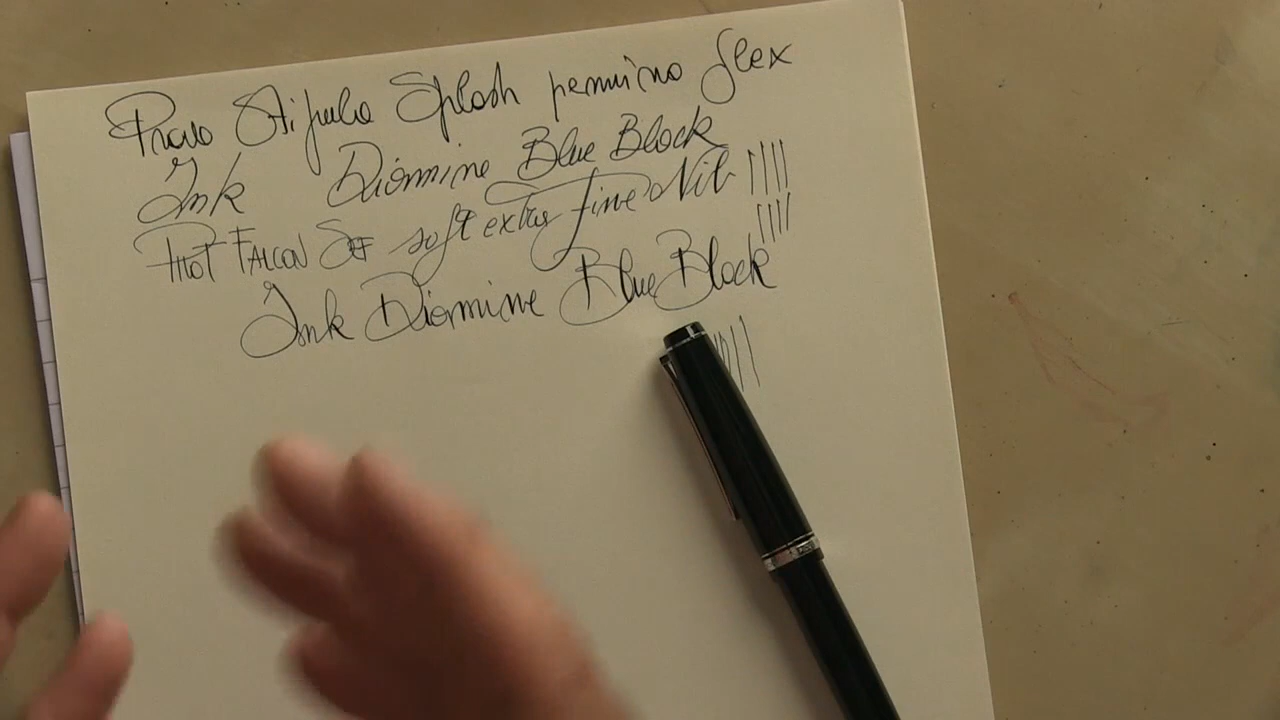 Prova Stipula Splash pennino flex
Ink Diamine Blue Black
Pilot FALCON SEF soft extra fine Nib
Ink Diamine Blue Black